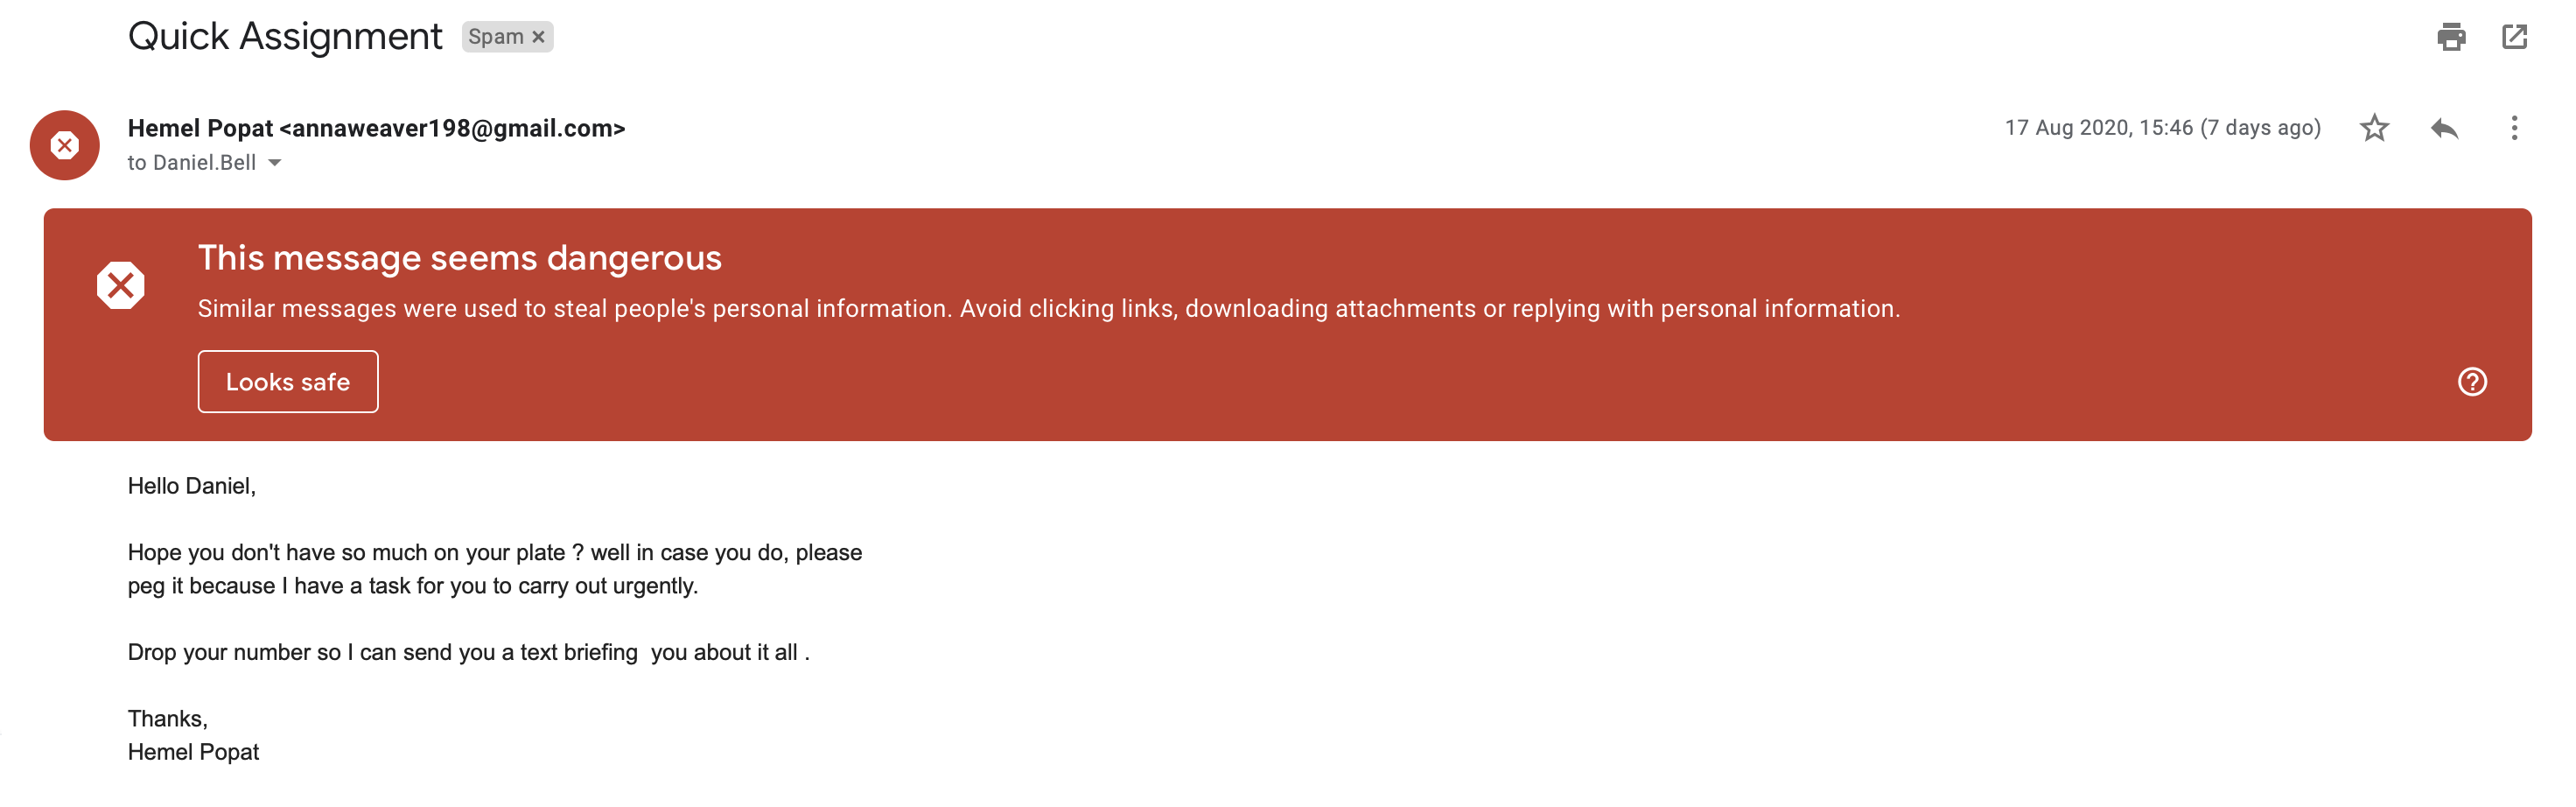 Quick Assignment Spam ×
Hemel Popat <annaweaver198@gmail.com> 17 Aug 2020, 15:46 (7 days ago)
to Daniel.Bell
This message seems dangerous
Similar messages were used to steal people's personal information. Avoid clicking links, downloading attachments or replying with personal information.
Looks safe
Hello Daniel,
Hope you don't have so much on your plate ? well in case you do, please
peg it because I have a task for you to carry out urgently.
Drop your number so I can send you a text briefing  you about it all .
Thanks,
Hemel Popat